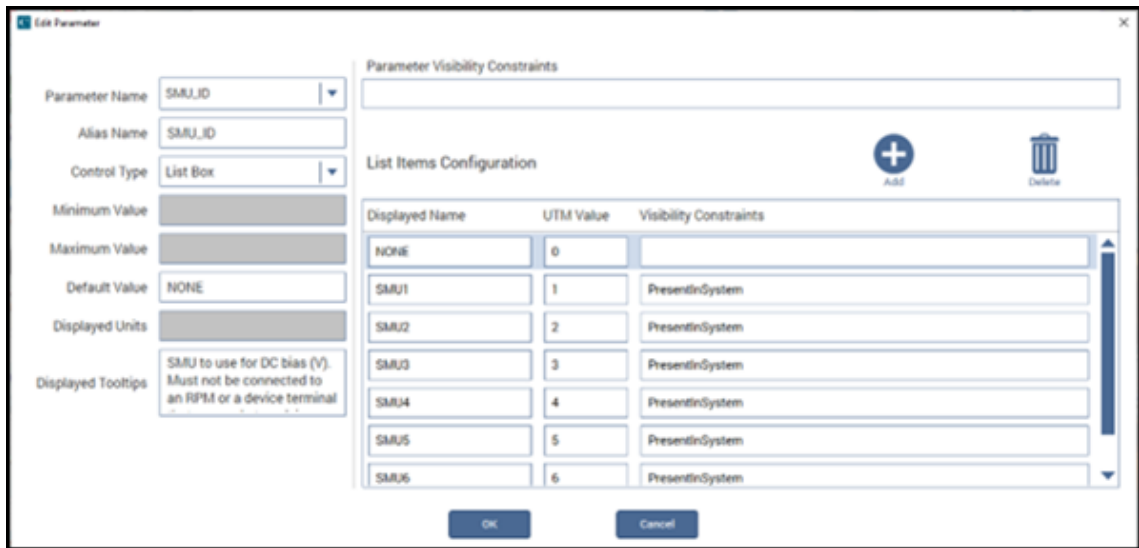 Edit Parameter
Parameter Visibility Constraints
Parameter Name SMU_ID
Alias Name SMU_ID
Control Type List Box
Minimum Value
Maximum Value
Default Value NONE
Displayed Units
Displayed Tooltips
SMU to use for DC bias (V).
Must not be connected to
an RPM or a device terminal
List Items Configuration
Add
Delete
Displayed Name UTM Value Visibility Constraints
NONE 0
SMU1 1 PresentInSystem
SMU2 2 PresentInSystem
SMU3 3 PresentInSystem
SMU4 4 PresentInSystem
SMU5 5 PresentInSystem
SMU6 6 PresentInSystem
OK
Cancel